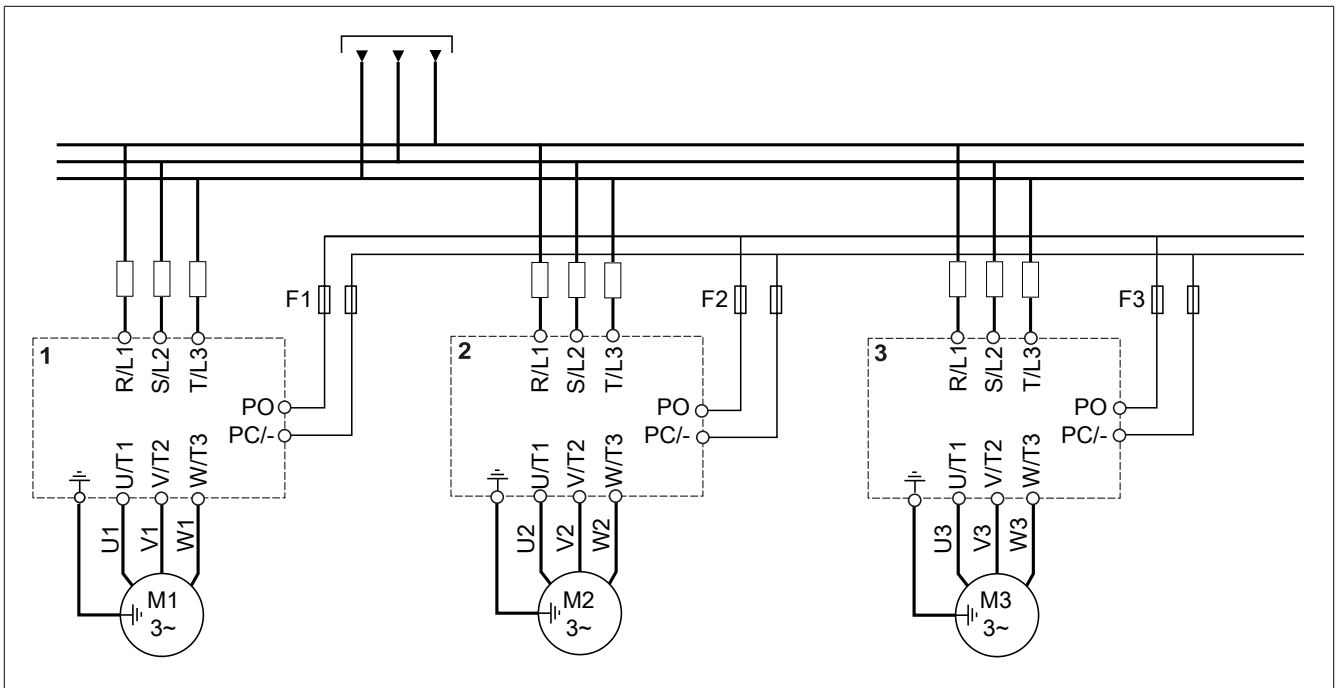 F1
F2
F3
1
R/L1
S/L2
T/L3
PO
PC/-
U/T1
V/T2
W/T3
U1
V1
W1
M1
3~
2
R/L1
S/L2
T/L3
PO
PC/-
U/T1
V/T2
W/T3
U2
V2
W2
M2
3~
3
R/L1
S/L2
T/L3
PO
PC/-
U/T1
V/T2
W/T3
U3
V3
W3
M3
3~